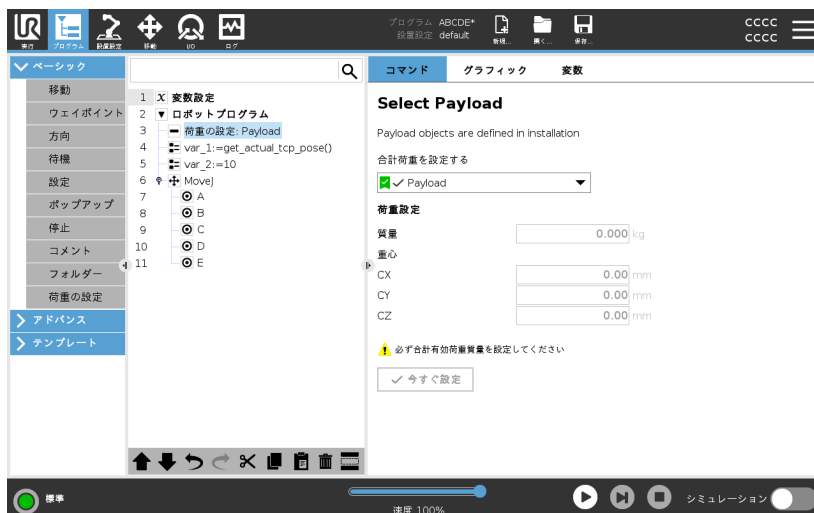 UR
実行
プログラム
設置設定
移動
I/O
ログ
プログラム ABCDE*
設置設定 default
新規...
開く...
保存...
CCCC
CCCC
ベーシック
移動
ウェイポイント
方向
待機
設定
ポップアップ
停止
コメント
フォルダー
荷重の設定
アドバンス
テンプレート
1 X 変数設定
2 ロボットプログラム
3 荷重の設定: Payload
4 var_1:=get_actual_tcp_pose()
5 var_2:=10
6 MoveJ
7 A
8 B
9 C
10 D
11 E
コマンド グラフィック 変数
Select Payload
Payload objects are defined in installation
合計荷重を設定する
Payload
荷重設定
質量 0.000 kg
重心
CX 0.00 mm
CY 0.00 mm
CZ 0.00 mm
必ず合計有効荷重質量を設定してください
今すぐ設定
標準
速度 100%
シミュレーション